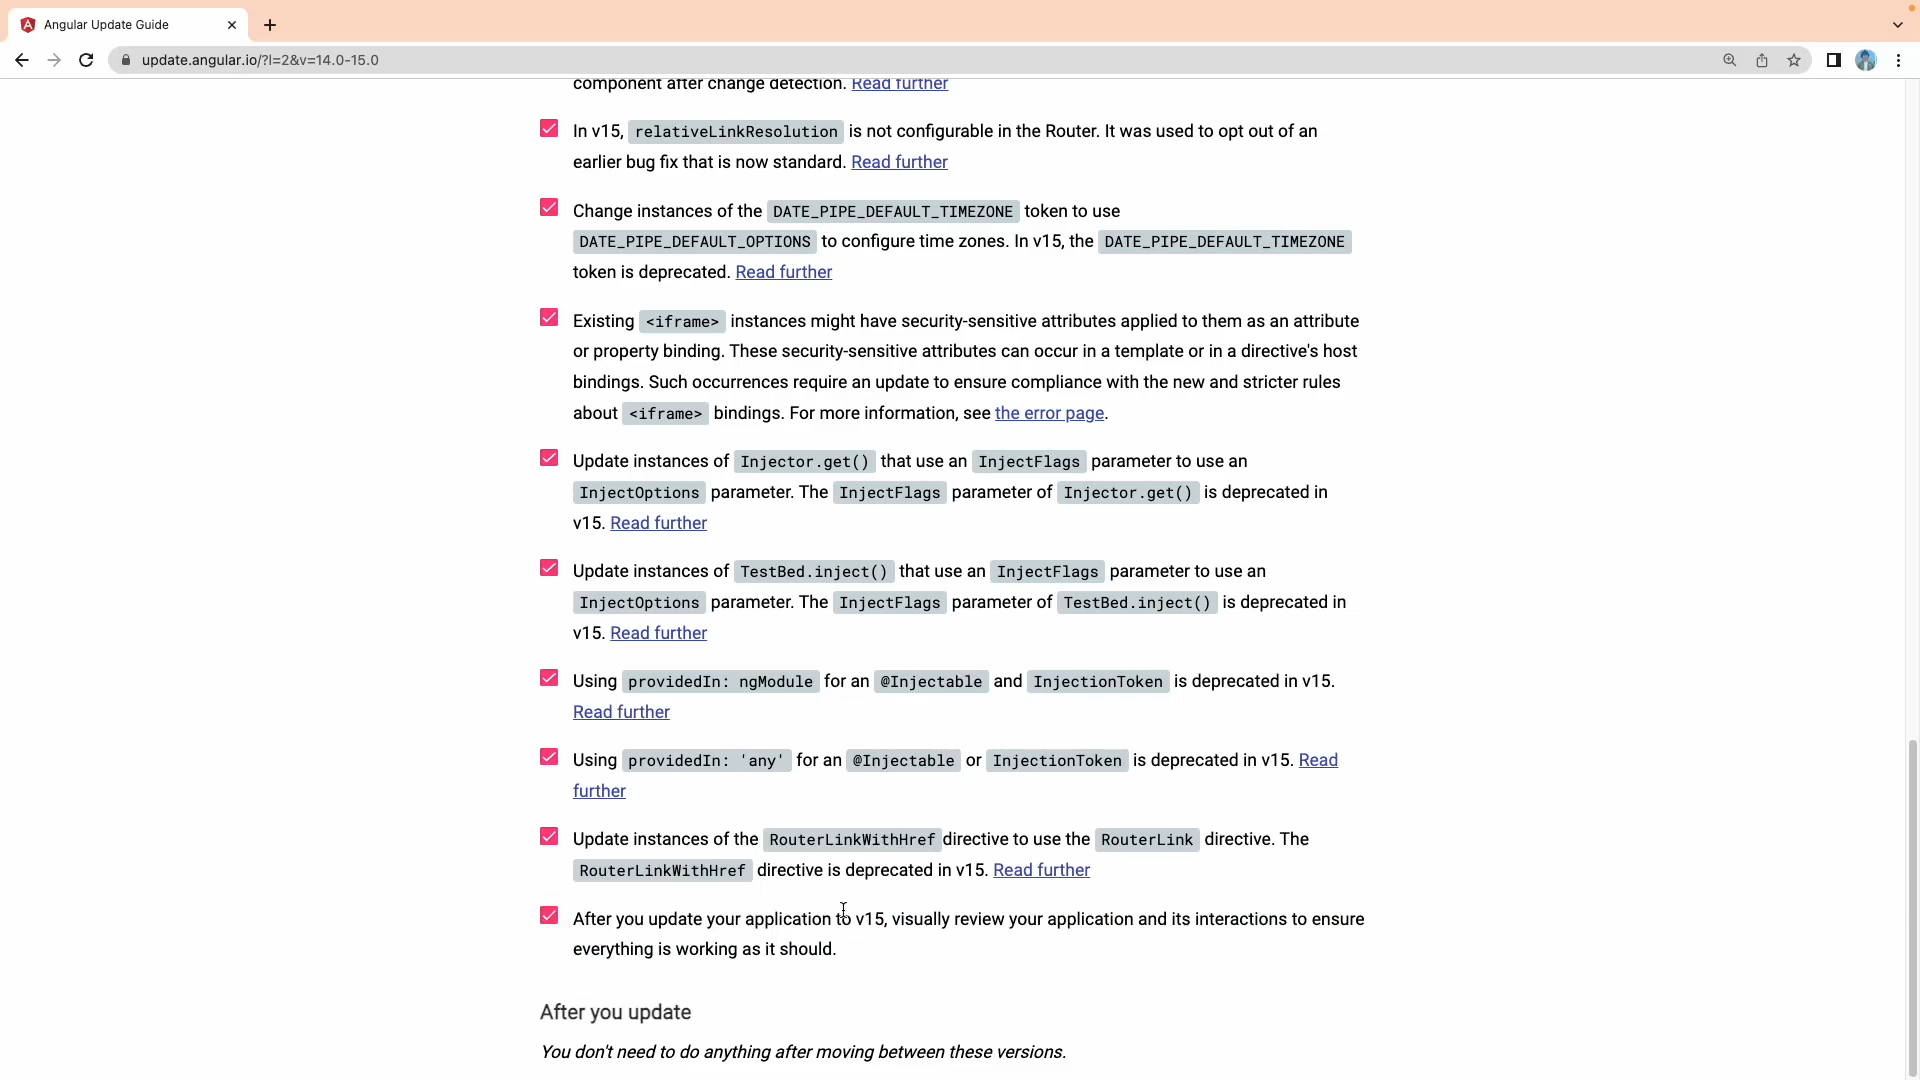 Angular Update Guide
update.angular.io/?l=2&v=14.0-15.0
component after change detection. Read further
In v15, relativeLinkResolution is not configurable in the Router. It was used to opt out of an
earlier bug fix that is now standard. Read further
Change instances of the DATE_PIPE_DEFAULT_TIMEZONE token to use
DATE_PIPE_DEFAULT_OPTIONS to configure time zones. In v15, the DATE_PIPE_DEFAULT_TIMEZONE
token is deprecated. Read further
Existing <iframe> instances might have security-sensitive attributes applied to them as an attribute
or property binding. These security-sensitive attributes can occur in a template or in a directive's host
bindings. Such occurrences require an update to ensure compliance with the new and stricter rules
about <iframe> bindings. For more information, see the error page.
Update instances of Injector.get() that use an InjectFlags parameter to use an
InjectOptions parameter. The InjectFlags parameter of Injector.get() is deprecated in
v15. Read further
Update instances of TestBed.inject() that use an InjectFlags parameter to use an
InjectOptions parameter. The InjectFlags parameter of TestBed.inject() is deprecated in
v15. Read further
Using providedIn: ngModule for an @Injectable and InjectionToken is deprecated in v15.
Read further
Using providedIn: 'any' for an @Injectable or InjectionToken is deprecated in v15. Read
further
Update instances of the RouterLinkWithHref directive to use the RouterLink directive. The
RouterLinkWithHref directive is deprecated in v15. Read further
After you update your application to v15, visually review your application and its interactions to ensure
everything is working as it should.
After you update
You don't need to do anything after moving between these versions.